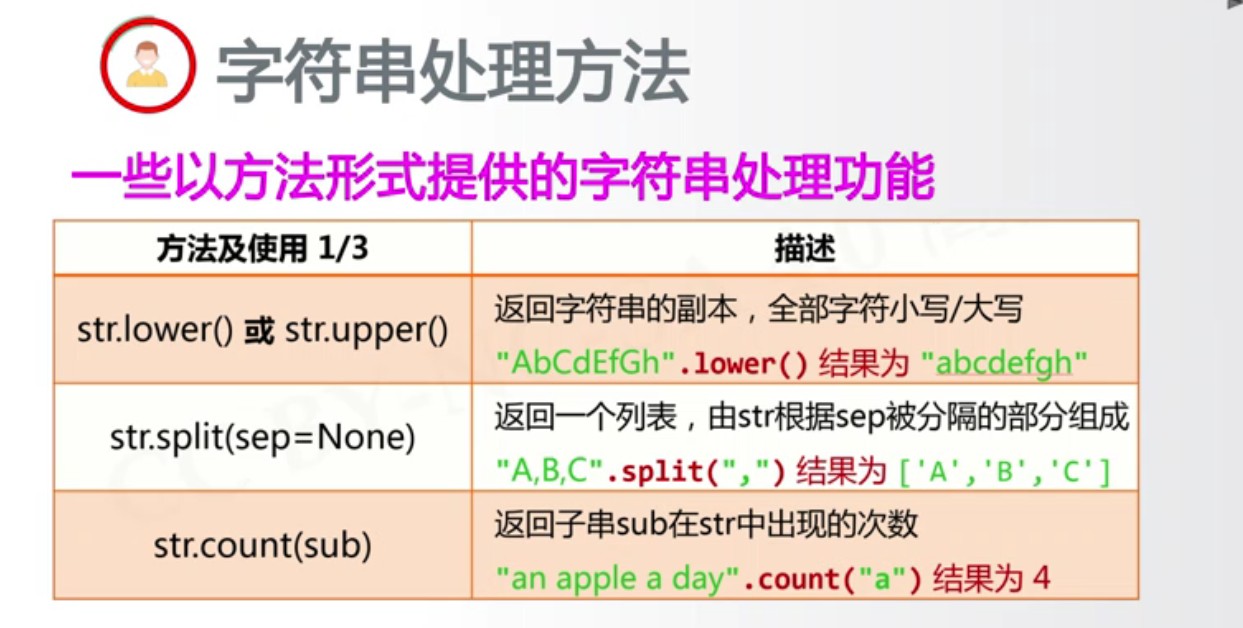 字符串处理方法
一些以方法形式提供的字符串处理功能
方法及使用 1/3
描述
str.lower() 或 str.upper()
返回字符串的副本，全部字符小写/大写
"AbCdEfGh".lower() 结果为 "abcdefgh"
str.split(sep=None)
返回一个列表，由str根据sep被分隔的部分组成
"A,B,C".split(",") 结果为 ['A','B','C']
str.count(sub)
返回子串sub在str中出现的次数
"an apple a day".count("a") 结果为 4